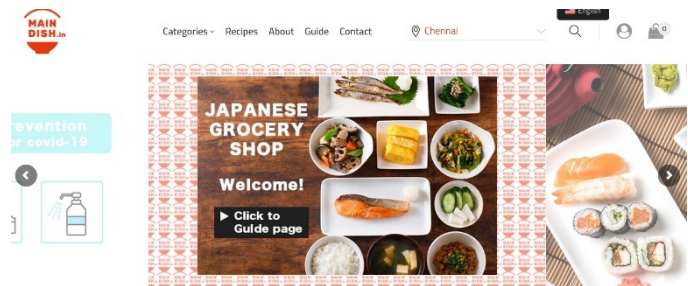 MAIN
DISH.in
Categories
Recipes
About
Guide
Contact
Chennai
English
0
revention
or covid-19
JAPANESE
GROCERY
SHOP
Welcome!
Click to
Guide page